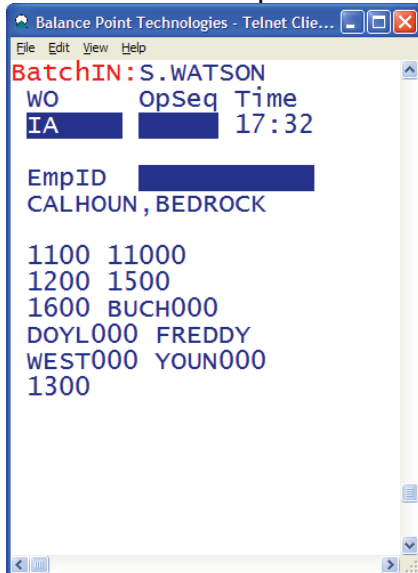 Balance Point Technologies - Telnet Clie...
File Edit View Help
BatchIN:S.WATSON
WO OpSeq Time
IA 17:32
EmpID
CALHOUN,BEDROCK
1100 11000
1200 1500
1600 BUCH000
DOYL000 FREDDY
WEST000 YOUN000
1300